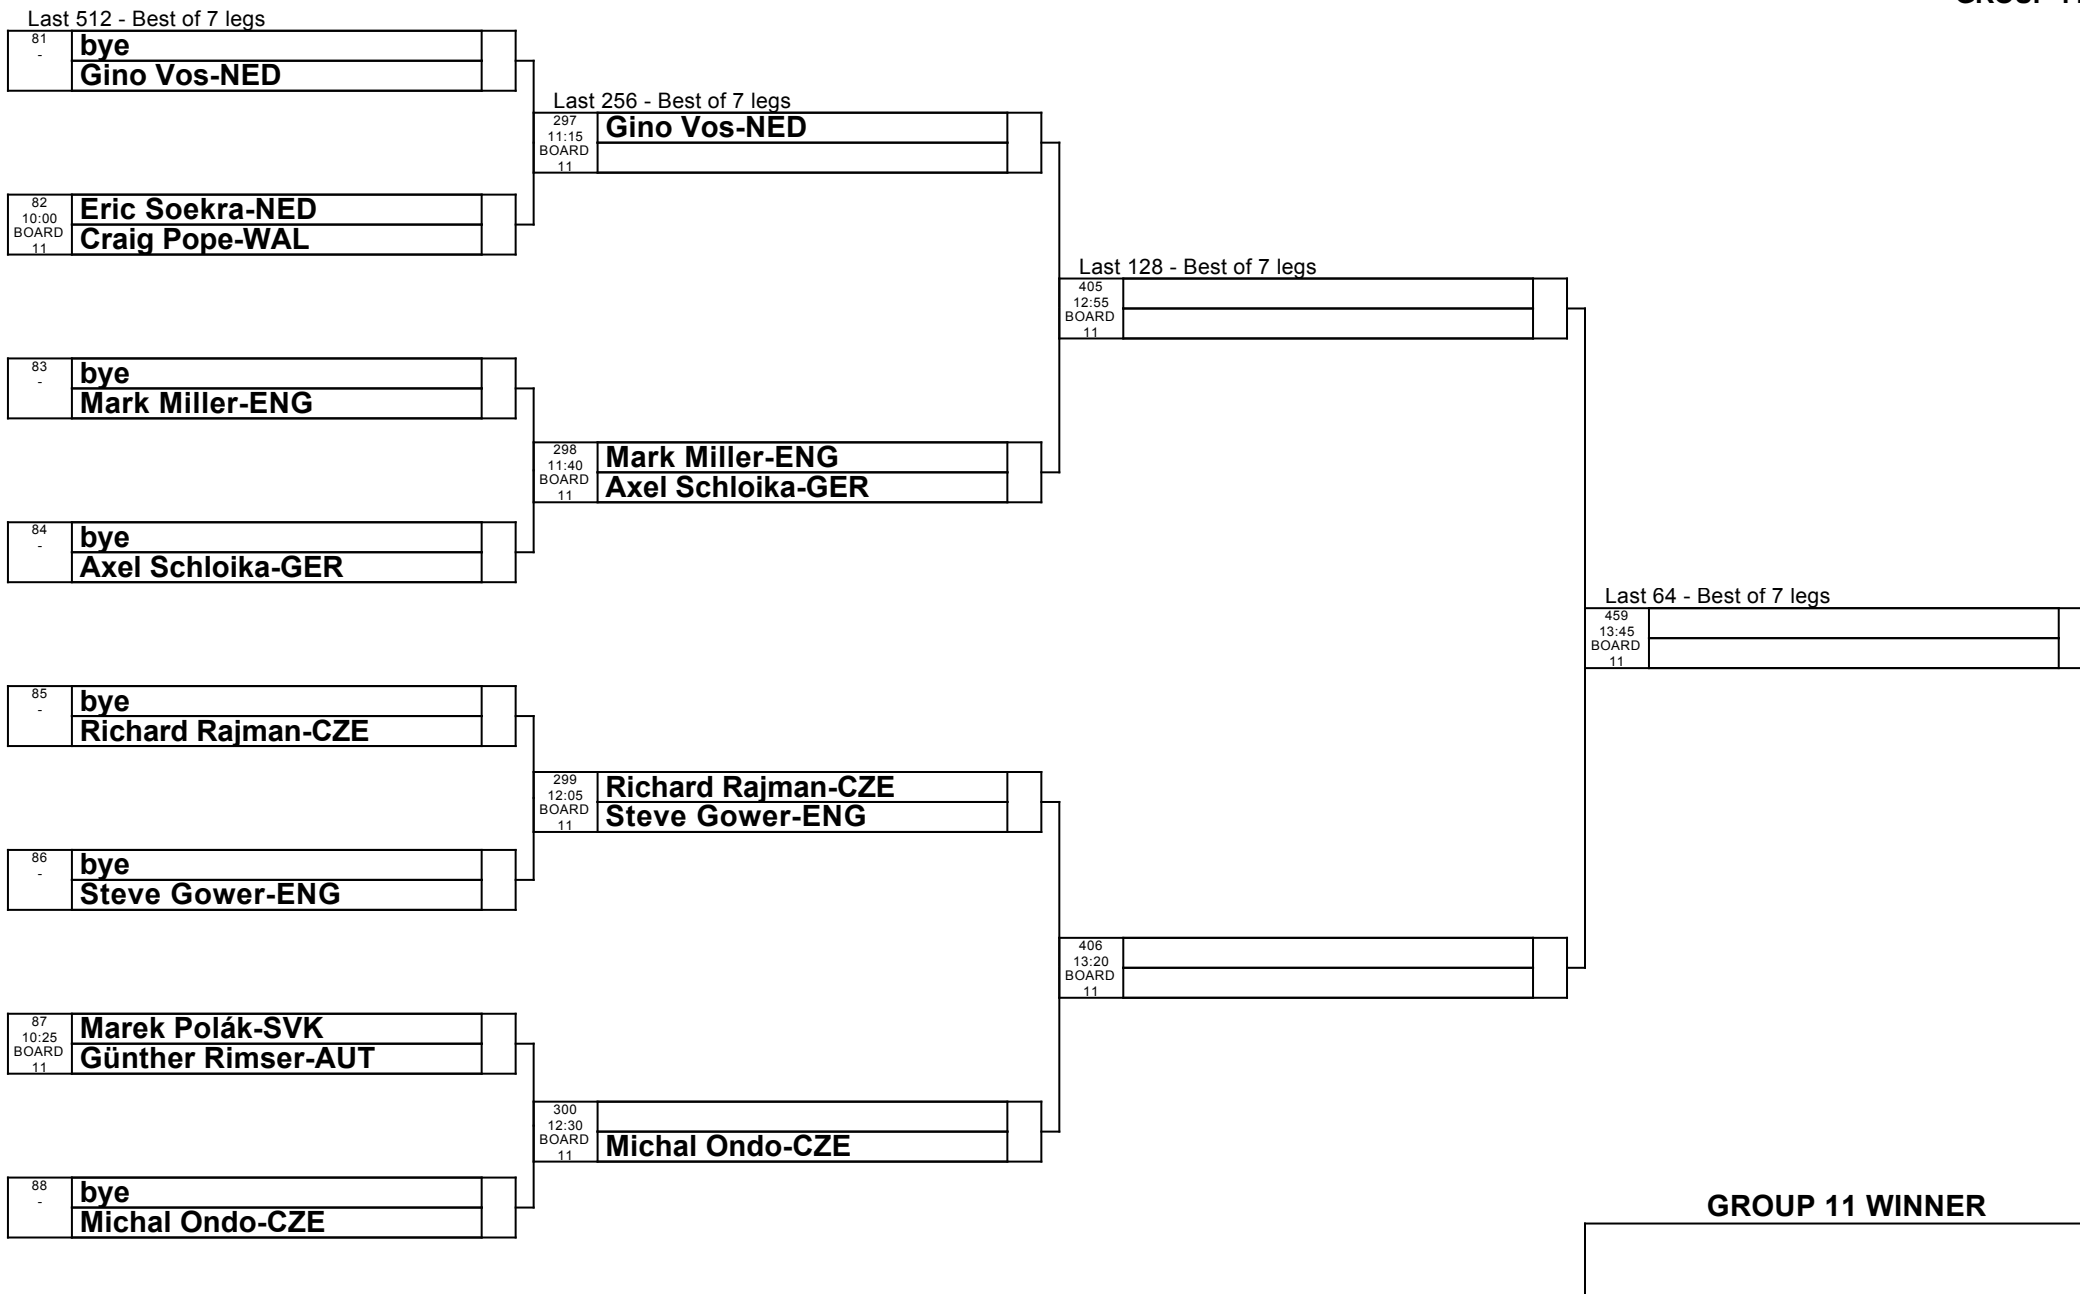 GROUP 11
Last 512 - Best of 7 legs
81
-
bye
Gino Vos-NED
Last 256 - Best of 7 legs
297
11:15
BOARD
11
Gino Vos-NED
82
10:00
BOARD
11
Eric Soekra-NED
Craig Pope-WAL
Last 128 - Best of 7 legs
405
12:55
BOARD
11
83
-
bye
Mark Miller-ENG
298
11:40
BOARD
11
Mark Miller-ENG
Axel Schloika-GER
84
-
bye
Axel Schloika-GER
Last 64 - Best of 7 legs
459
13:45
BOARD
11
85
-
bye
Richard Rajman-CZE
299
12:05
BOARD
11
Richard Rajman-CZE
Steve Gower-ENG
86
-
bye
Steve Gower-ENG
406
13:20
BOARD
11
87
10:25
BOARD
11
Marek Polák-SVK
Günther Rimser-AUT
300
12:30
BOARD
11
Michal Ondo-CZE
88
-
bye
Michal Ondo-CZE
GROUP 11 WINNER